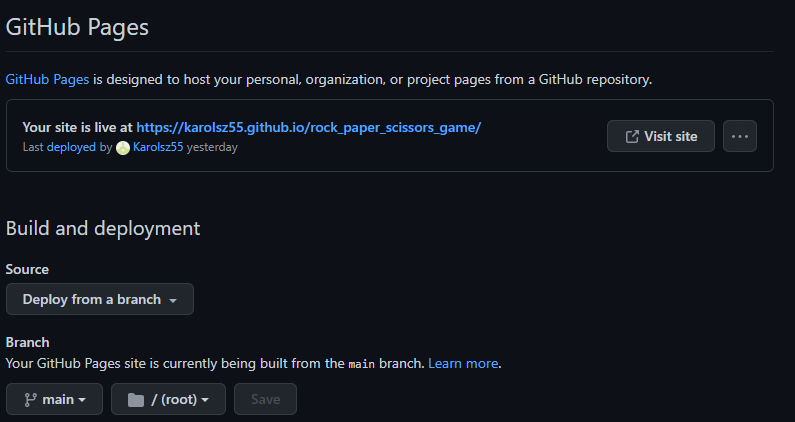 GitHub Pages
GitHub Pages is designed to host your personal, organization, or project pages from a GitHub repository.
Your site is live at https://karolsz55.github.io/rock_paper_scissors_game/
Last deployed by Karolsz55 yesterday
Visit site
Build and deployment
Source
Deploy from a branch
Branch
Your GitHub Pages site is currently being built from the main branch. Learn more.
main
/ (root)
Save